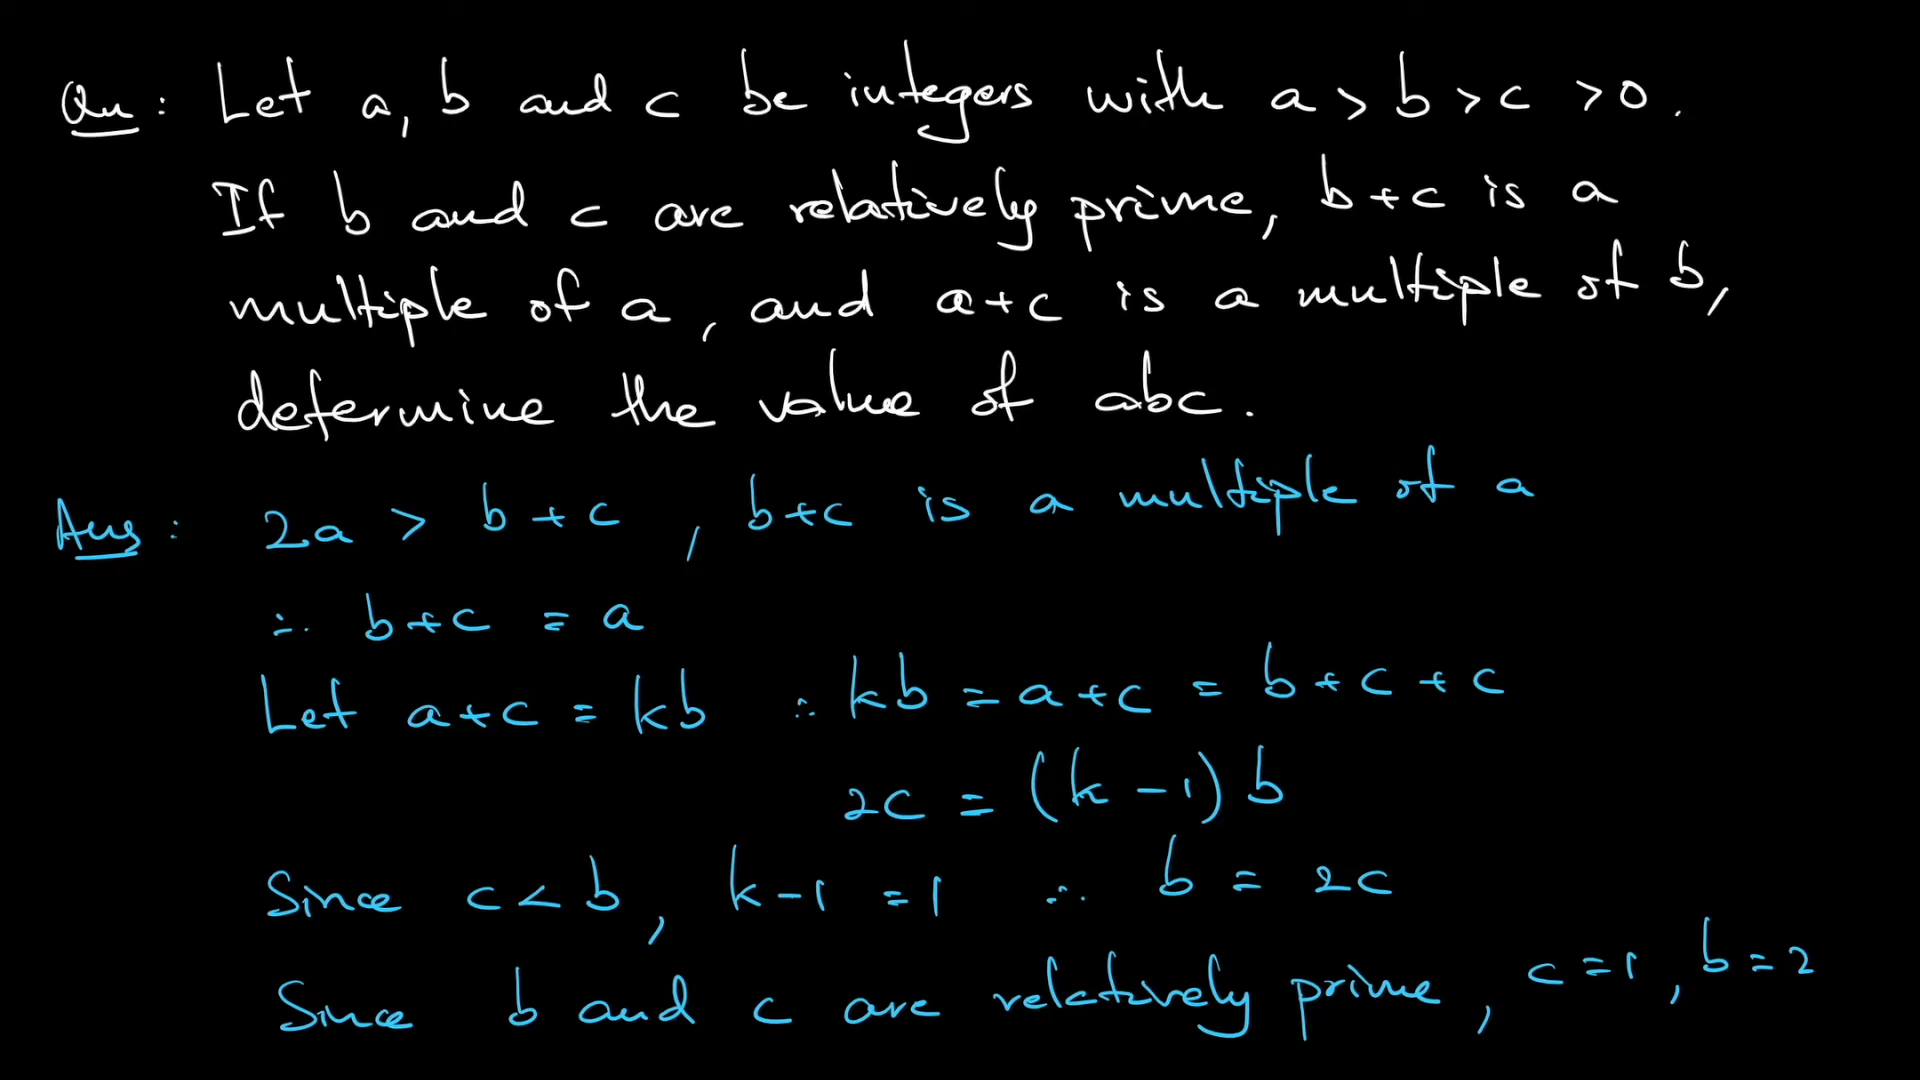 Qu : Let a, b and c be integers with a > b > c > 0.
If b and c are relatively prime, b + c is a
multiple of a, and a + c is a multiple of b,
determine the value of abc.
Ans : 2a > b + c , b + c is a multiple of a
∴ b + c = a
Let a + c = kb ∴ kb = a + c = b + c + c
2c = (k - 1) b
Since c < b, k - 1 = 1 ∴ b = 2c
Since b and c are relatively prime, c = 1, b = 2